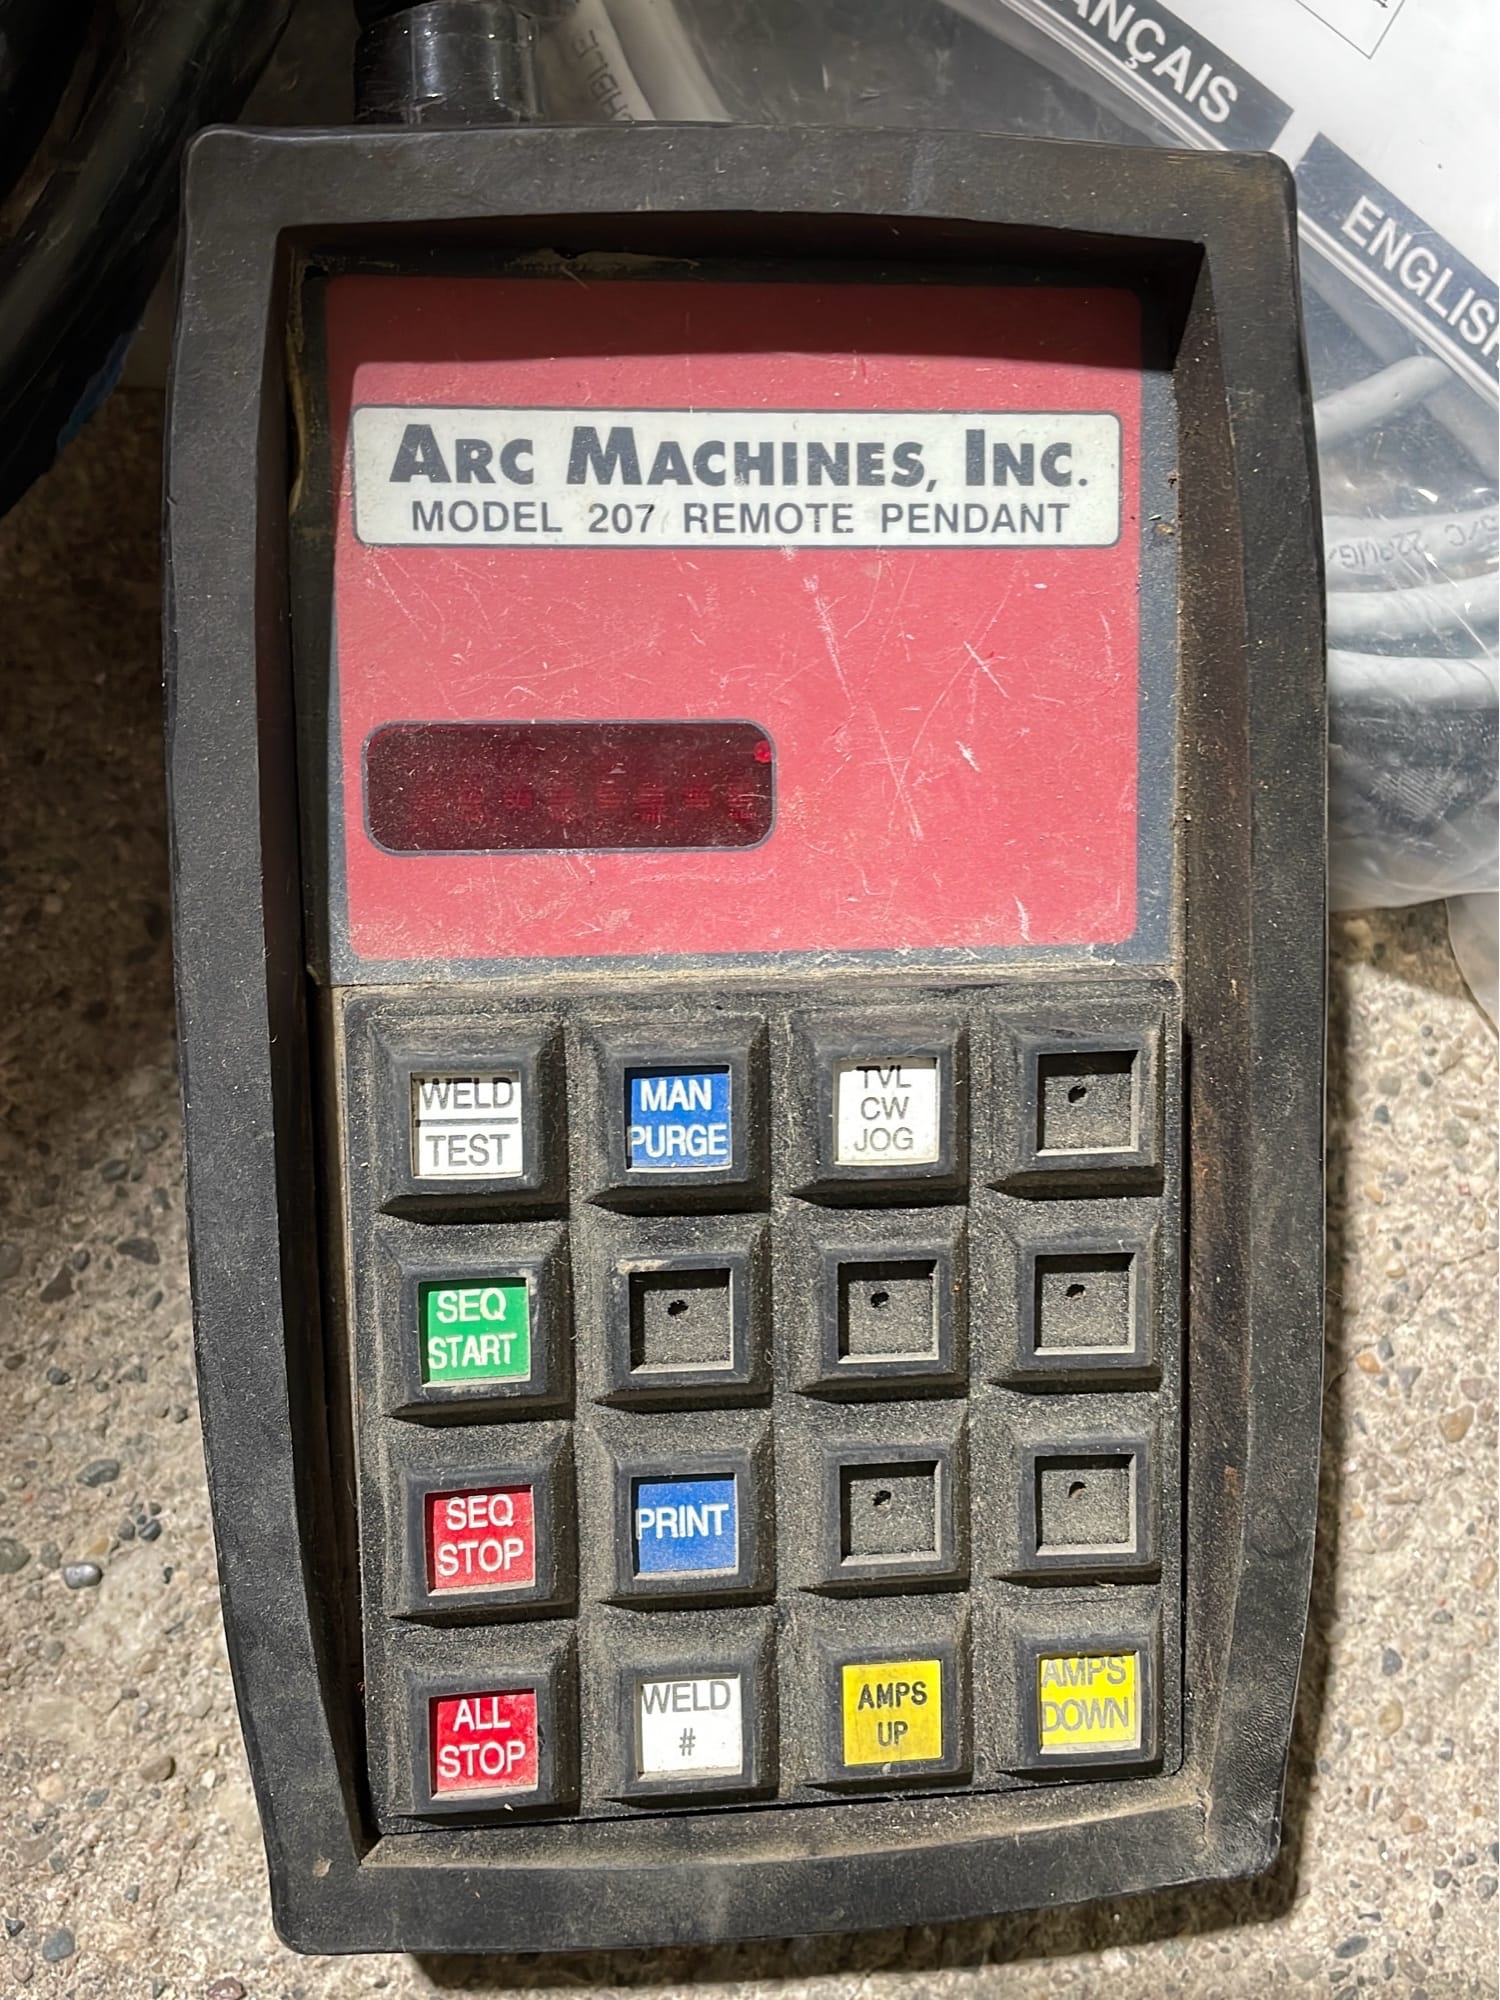 FRANÇAIS
ENGLISH
ARC MACHINES, INC.
MODEL 207 REMOTE PENDANT
WELD
TEST
MAN
PURGE
TVL
CW
JOG
SEQ
START
SEQ
STOP
PRINT
ALL
STOP
WELD
#
AMPS
UP
AMPS
DOWN